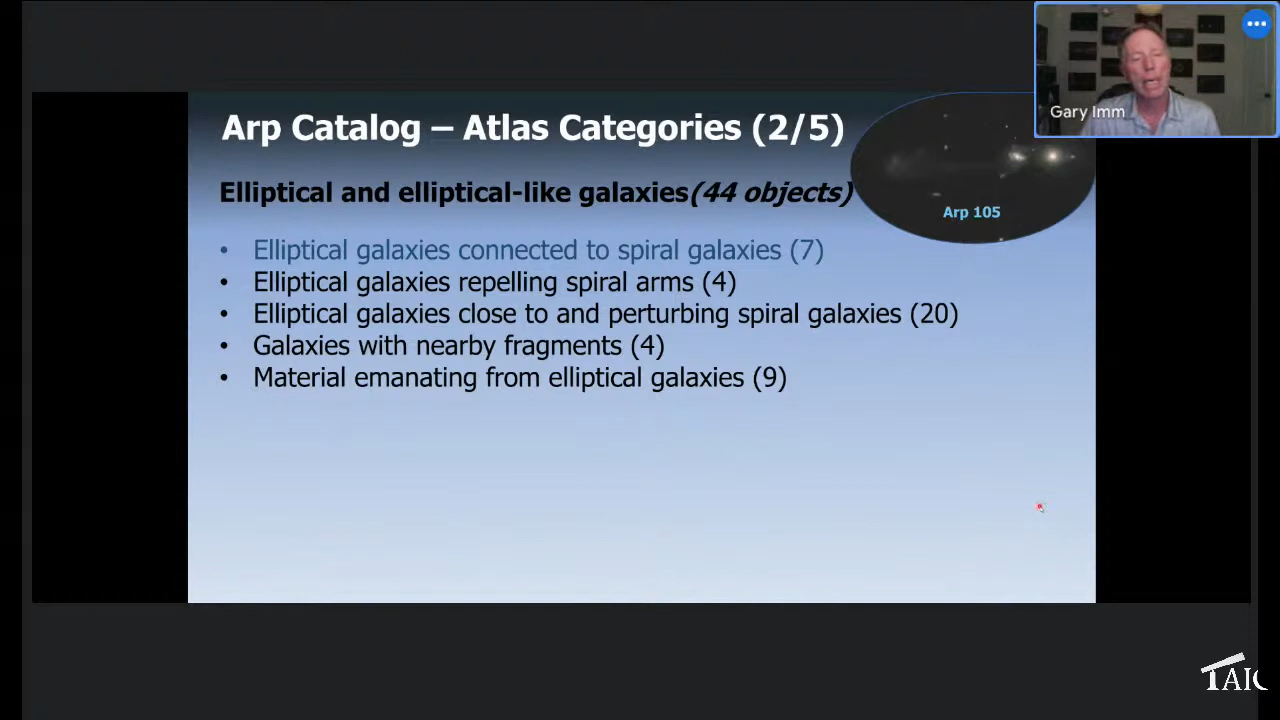 Gary Imm
Arp Catalog – Atlas Categories (2/5)
Elliptical and elliptical-like galaxies(44 objects)
Arp 105
• Elliptical galaxies connected to spiral galaxies (7)
• Elliptical galaxies repelling spiral arms (4)
• Elliptical galaxies close to and perturbing spiral galaxies (20)
• Galaxies with nearby fragments (4)
• Material emanating from elliptical galaxies (9)
TAIC